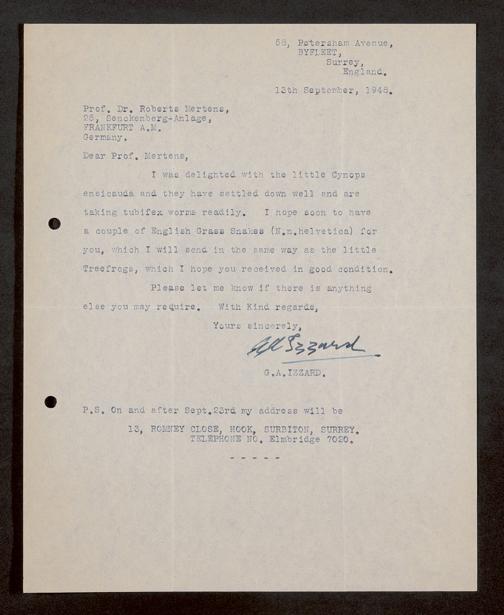 58, Petersham Avenue,
BYFLEET,
Surrey,
England.
13th September, 1948.
Prof. Dr. Roberts Mertens,
25, Senckenberg-Anlage,
FRANKFURT A.M.
Germany.
Dear Prof. Mertens,
I was delighted with the little Cynops
ensicauda and they have settled down well and are
taking tubifex worms readily. I hope soon to have
a couple of English Grass Snakes (N.n.helvetica) for
you, which I will send in the same way as the little
Treefrogs, which I hope you received in good condition.
Please let me know if there is anything
else you may require. With Kind regards,
Yours sincerely,
Izzard
G.A.IZZARD.
P.S. On and after Sept.23rd my address will be
13, ROMNEY CLOSE, HOOK, SURBITON, SURREY.
TELEPHONE NO. Elmbridge 7020.
- - - - -